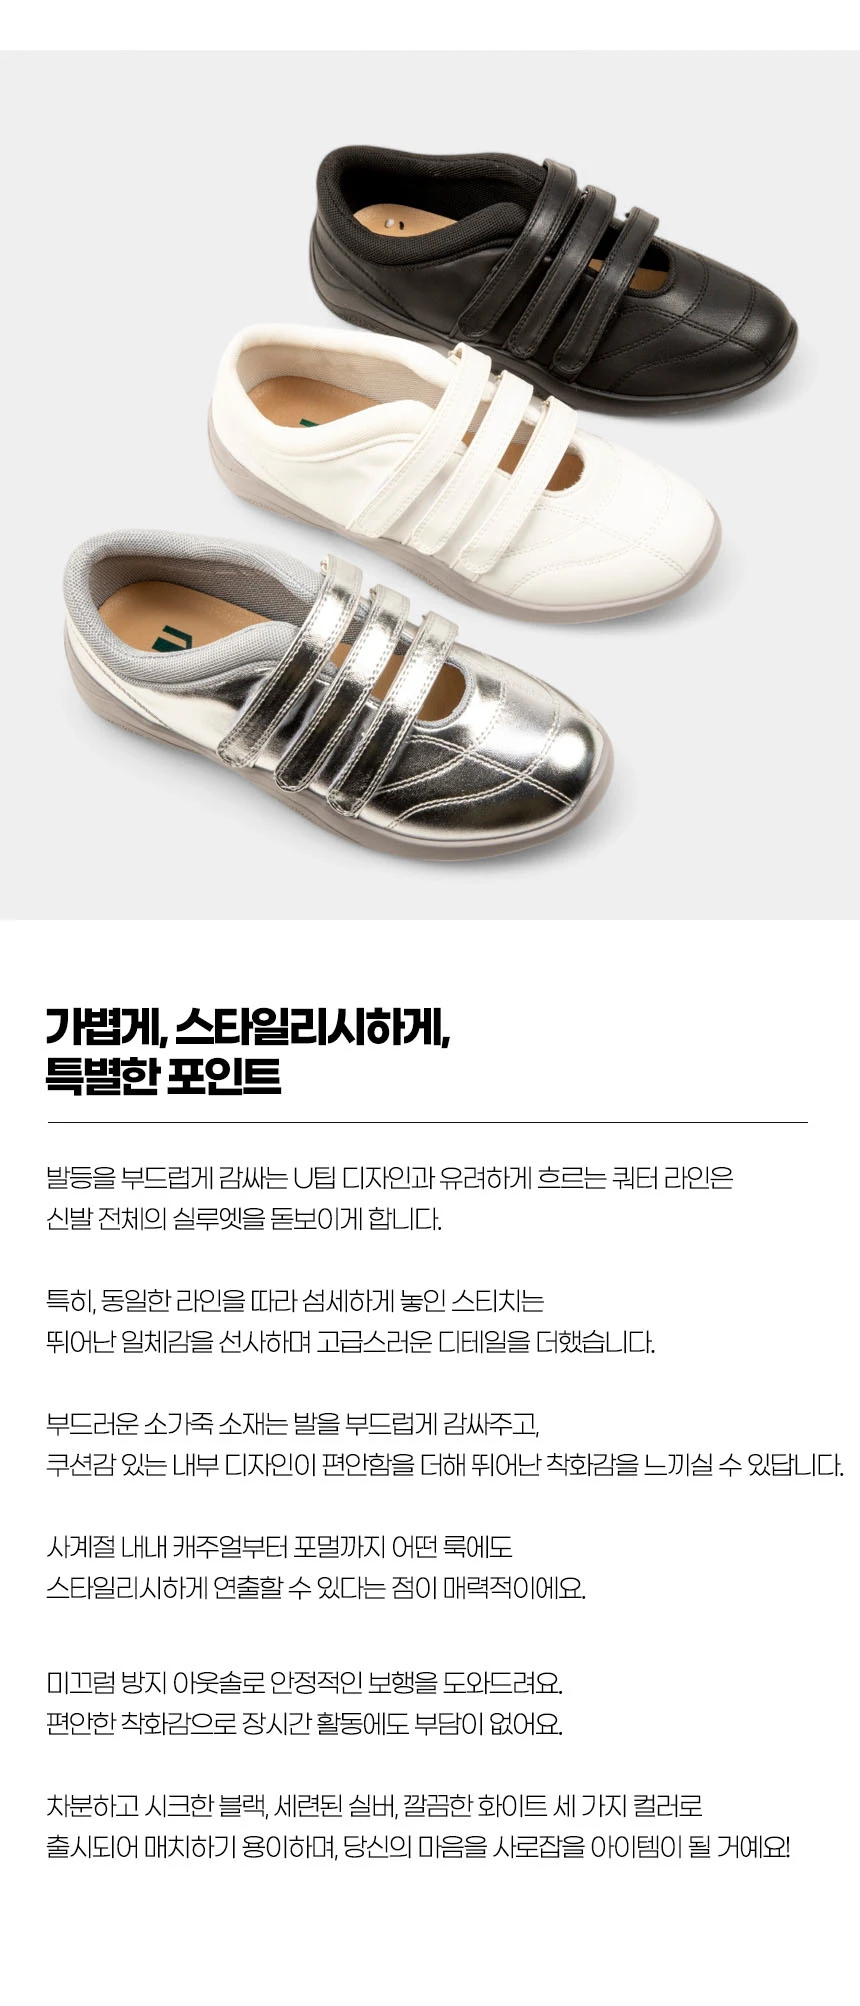 가볍게, 스타일리시하게,
특별한 포인트
발등을 부드럽게 감싸는 U팁 디자인과 유려하게 흐르는 쿼터 라인은
신발 전체의 실루엣을 돋보이게 합니다.
특히, 동일한 라인을 따라 섬세하게 놓인 스티치는
뛰어난 일체감을 선사하며 고급스러운 디테일을 더했습니다.
부드러운 소가죽 소재는 발을 부드럽게 감싸주고,
쿠션감 있는 내부 디자인이 편안함을 더해 뛰어난 착화감을 느끼실 수 있답니다.
사계절 내내 캐주얼부터 포멀까지 어떤 룩에도
스타일리시하게 연출할 수 있다는 점이 매력적이에요.
미끄럼 방지 아웃솔로 안정적인 보행을 도와드려요.
편안한 착화감으로 장시간 활동에도 부담이 없어요.
차분하고 시크한 블랙, 세련된 실버, 깔끔한 화이트 세 가지 컬러로
출시되어 매치하기 용이하며, 당신의 마음을 사로잡을 아이템이 될 거예요!